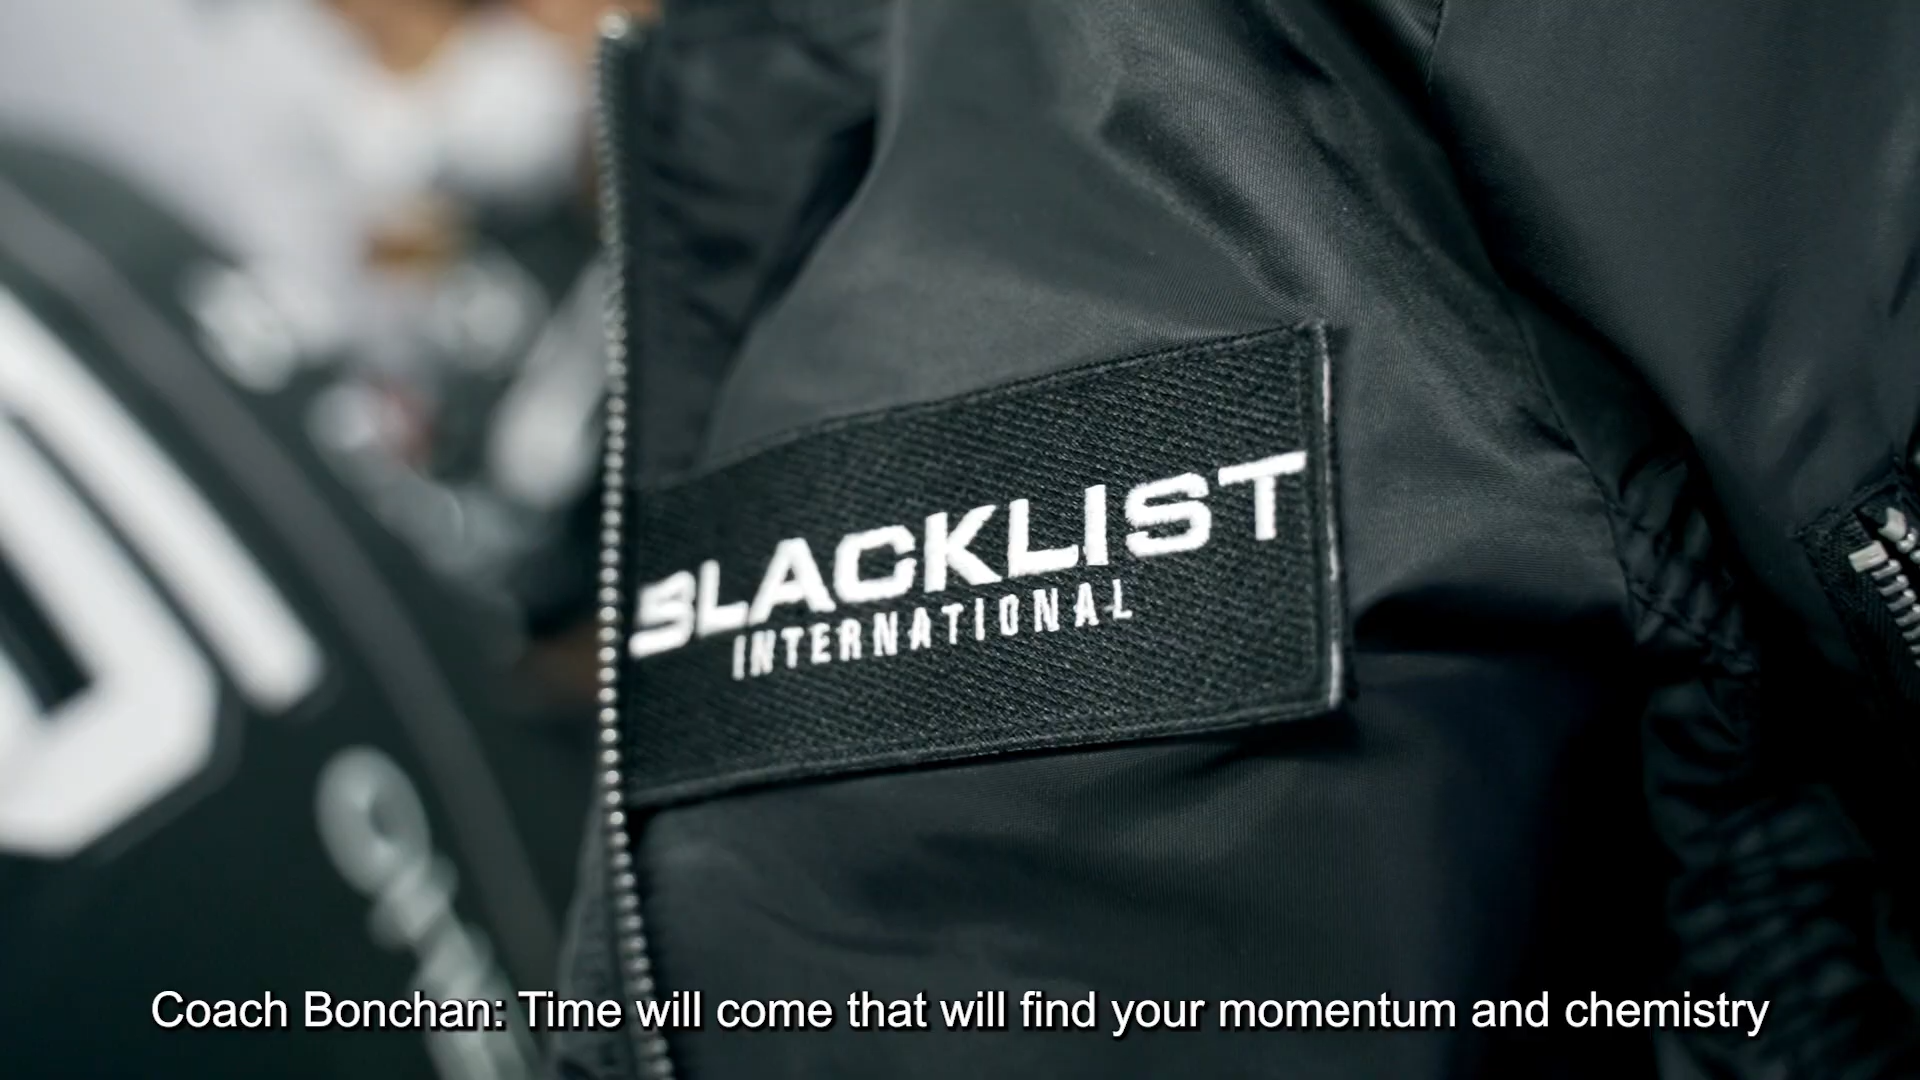 BLACKLIST
INTERNATIONAL
Coach Bonchan: Time will come that will find your momentum and chemistry